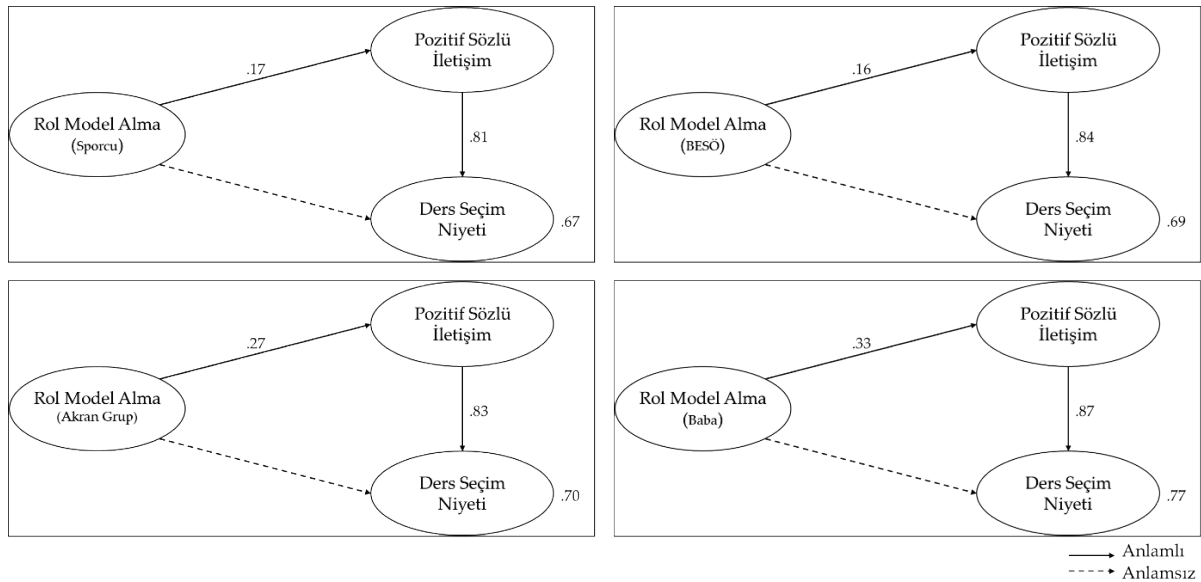 Pozitif Sözlü
İletişim
.17
Rol Model Alma
(Sporcu)
.81
Ders Seçim
Niyeti
.67
Pozitif Sözlü
İletişim
.16
Rol Model Alma
(BESÖ)
.84
Ders Seçim
Niyeti
.69
Pozitif Sözlü
İletişim
.27
Rol Model Alma
(Akran Grup)
.83
Ders Seçim
Niyeti
.70
Pozitif Sözlü
İletişim
.33
Rol Model Alma
(Baba)
.87
Ders Seçim
Niyeti
.77
Anlamlı
Anlamsız